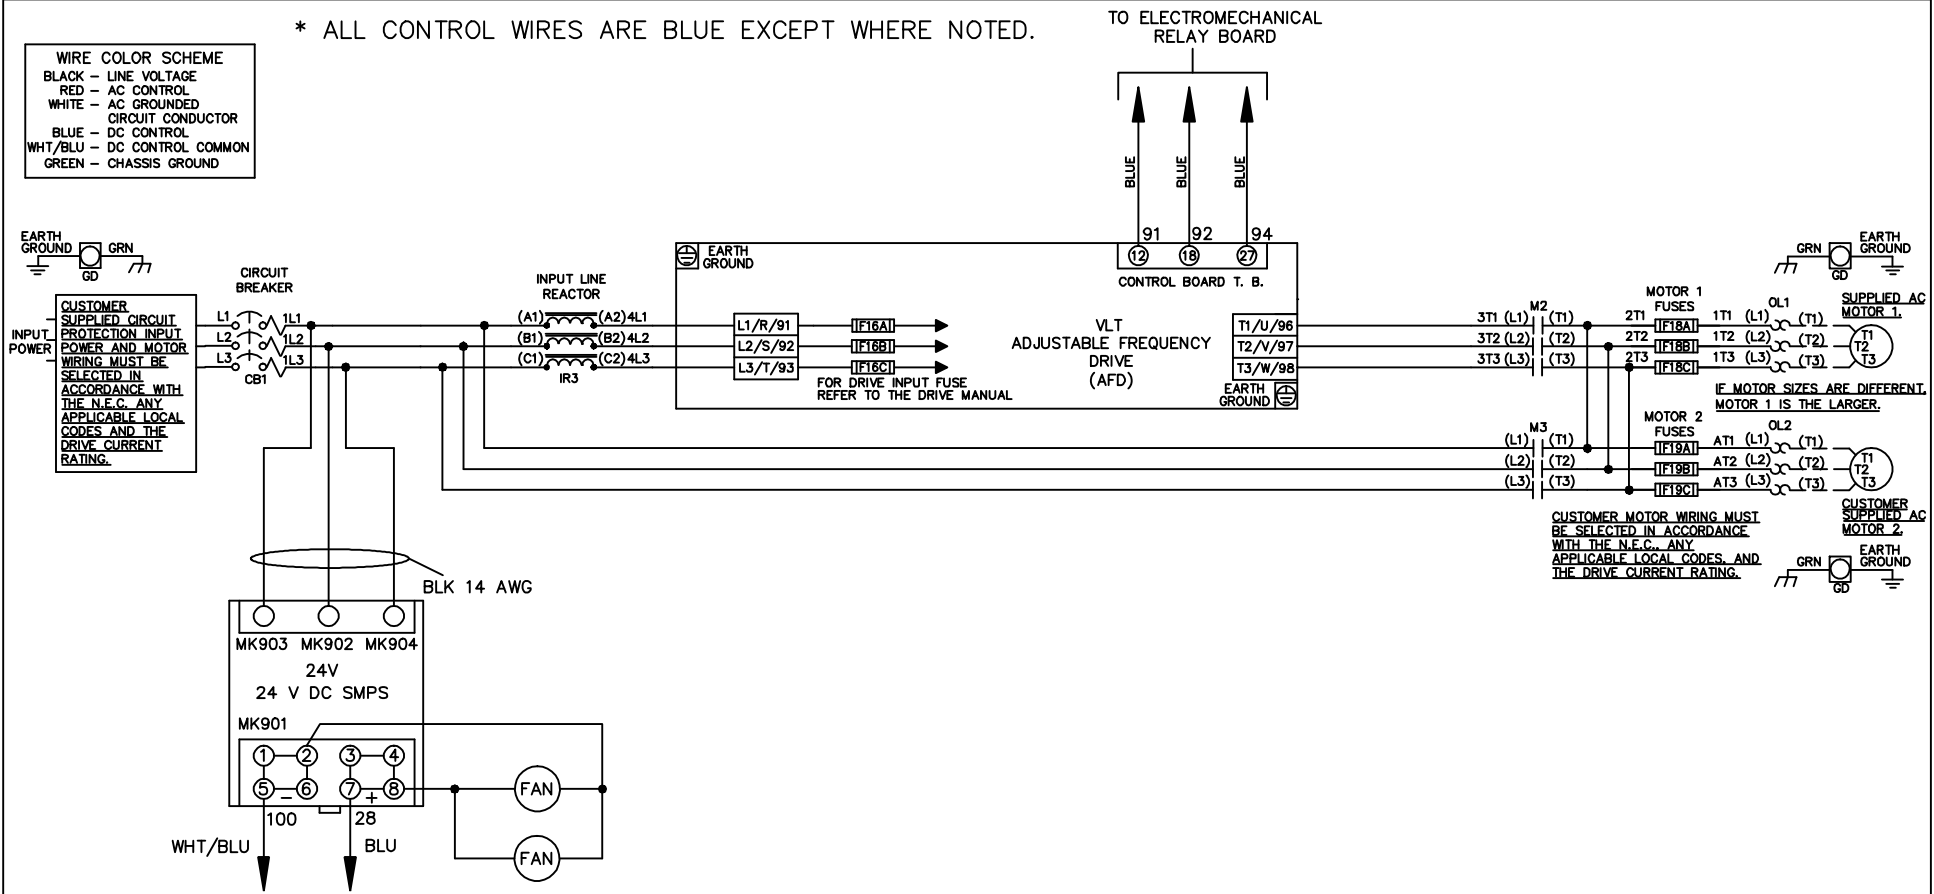 * ALL CONTROL WIRES ARE BLUE EXCEPT WHERE NOTED.
TO ELECTROMECHANICAL
RELAY BOARD
WIRE COLOR SCHEME
BLACK – LINE VOLTAGE
RED – AC CONTROL
WHITE – AC GROUNDED
CIRCUIT CONDUCTOR
BLUE – DC CONTROL
WHT/BLU – DC CONTROL COMMON
GREEN – CHASSIS GROUND
BLUE
BLUE
BLUE
91 92 94
12 18 27
CONTROL BOARD T. B.
EARTH
GROUND
GRN
GD
INPUT
POWER
CUSTOMER
SUPPLIED CIRCUIT
PROTECTION INPUT
POWER AND MOTOR
WIRING MUST BE
SELECTED IN
ACCORDANCE WITH
THE N.E.C. ANY
APPLICABLE LOCAL
CODES AND THE
DRIVE CURRENT
RATING.
CIRCUIT
BREAKER
L1 1L1
L2 1L2
L3 1L3
CB1
INPUT LINE
REACTOR
(A1) (A2) 4L1
(B1) (B2) 4L2
(C1) (C2) 4L3
IR3
EARTH
GROUND
L1/R/91
L2/S/92
L3/T/93
F16A
F16B
F16C
FOR DRIVE INPUT FUSE
REFER TO THE DRIVE MANUAL
VLT
ADJUSTABLE FREQUENCY
DRIVE
(AFD)
T1/U/96
T2/V/97
T3/W/98
EARTH
GROUND
M2
3T1 (L1) (T1)
3T2 (L2) (T2)
3T3 (L3) (T3)
MOTOR 1
FUSES
2T1 F18A 1T1 (L1) (T1)
2T2 F18B 1T2 (L2) (T2)
2T3 F18C 1T3 (L3) (T3)
OL1
GRN
GD
EARTH
GROUND
SUPPLIED AC
MOTOR 1.
T1
T2
T3
IF MOTOR SIZES ARE DIFFERENT,
MOTOR 1 IS THE LARGER.
M3
(L1) (T1)
(L2) (T2)
(L3) (T3)
MOTOR 2
FUSES
F19A AT1 (L1) (T1)
F19B AT2 (L2) (T2)
F19C AT3 (L3) (T3)
OL2
T1
T2
T3
CUSTOMER
SUPPLIED AC
MOTOR 2.
CUSTOMER MOTOR WIRING MUST
BE SELECTED IN ACCORDANCE
WITH THE N.E.C., ANY
APPLICABLE LOCAL CODES, AND
THE DRIVE CURRENT RATING.
GRN
GD
EARTH
GROUND
BLK 14 AWG
MK903 MK902 MK904
24V
24 V DC SMPS
MK901
1 2 3 4
5 – 6 7 + 8
100 28
WHT/BLU BLU
FAN
FAN